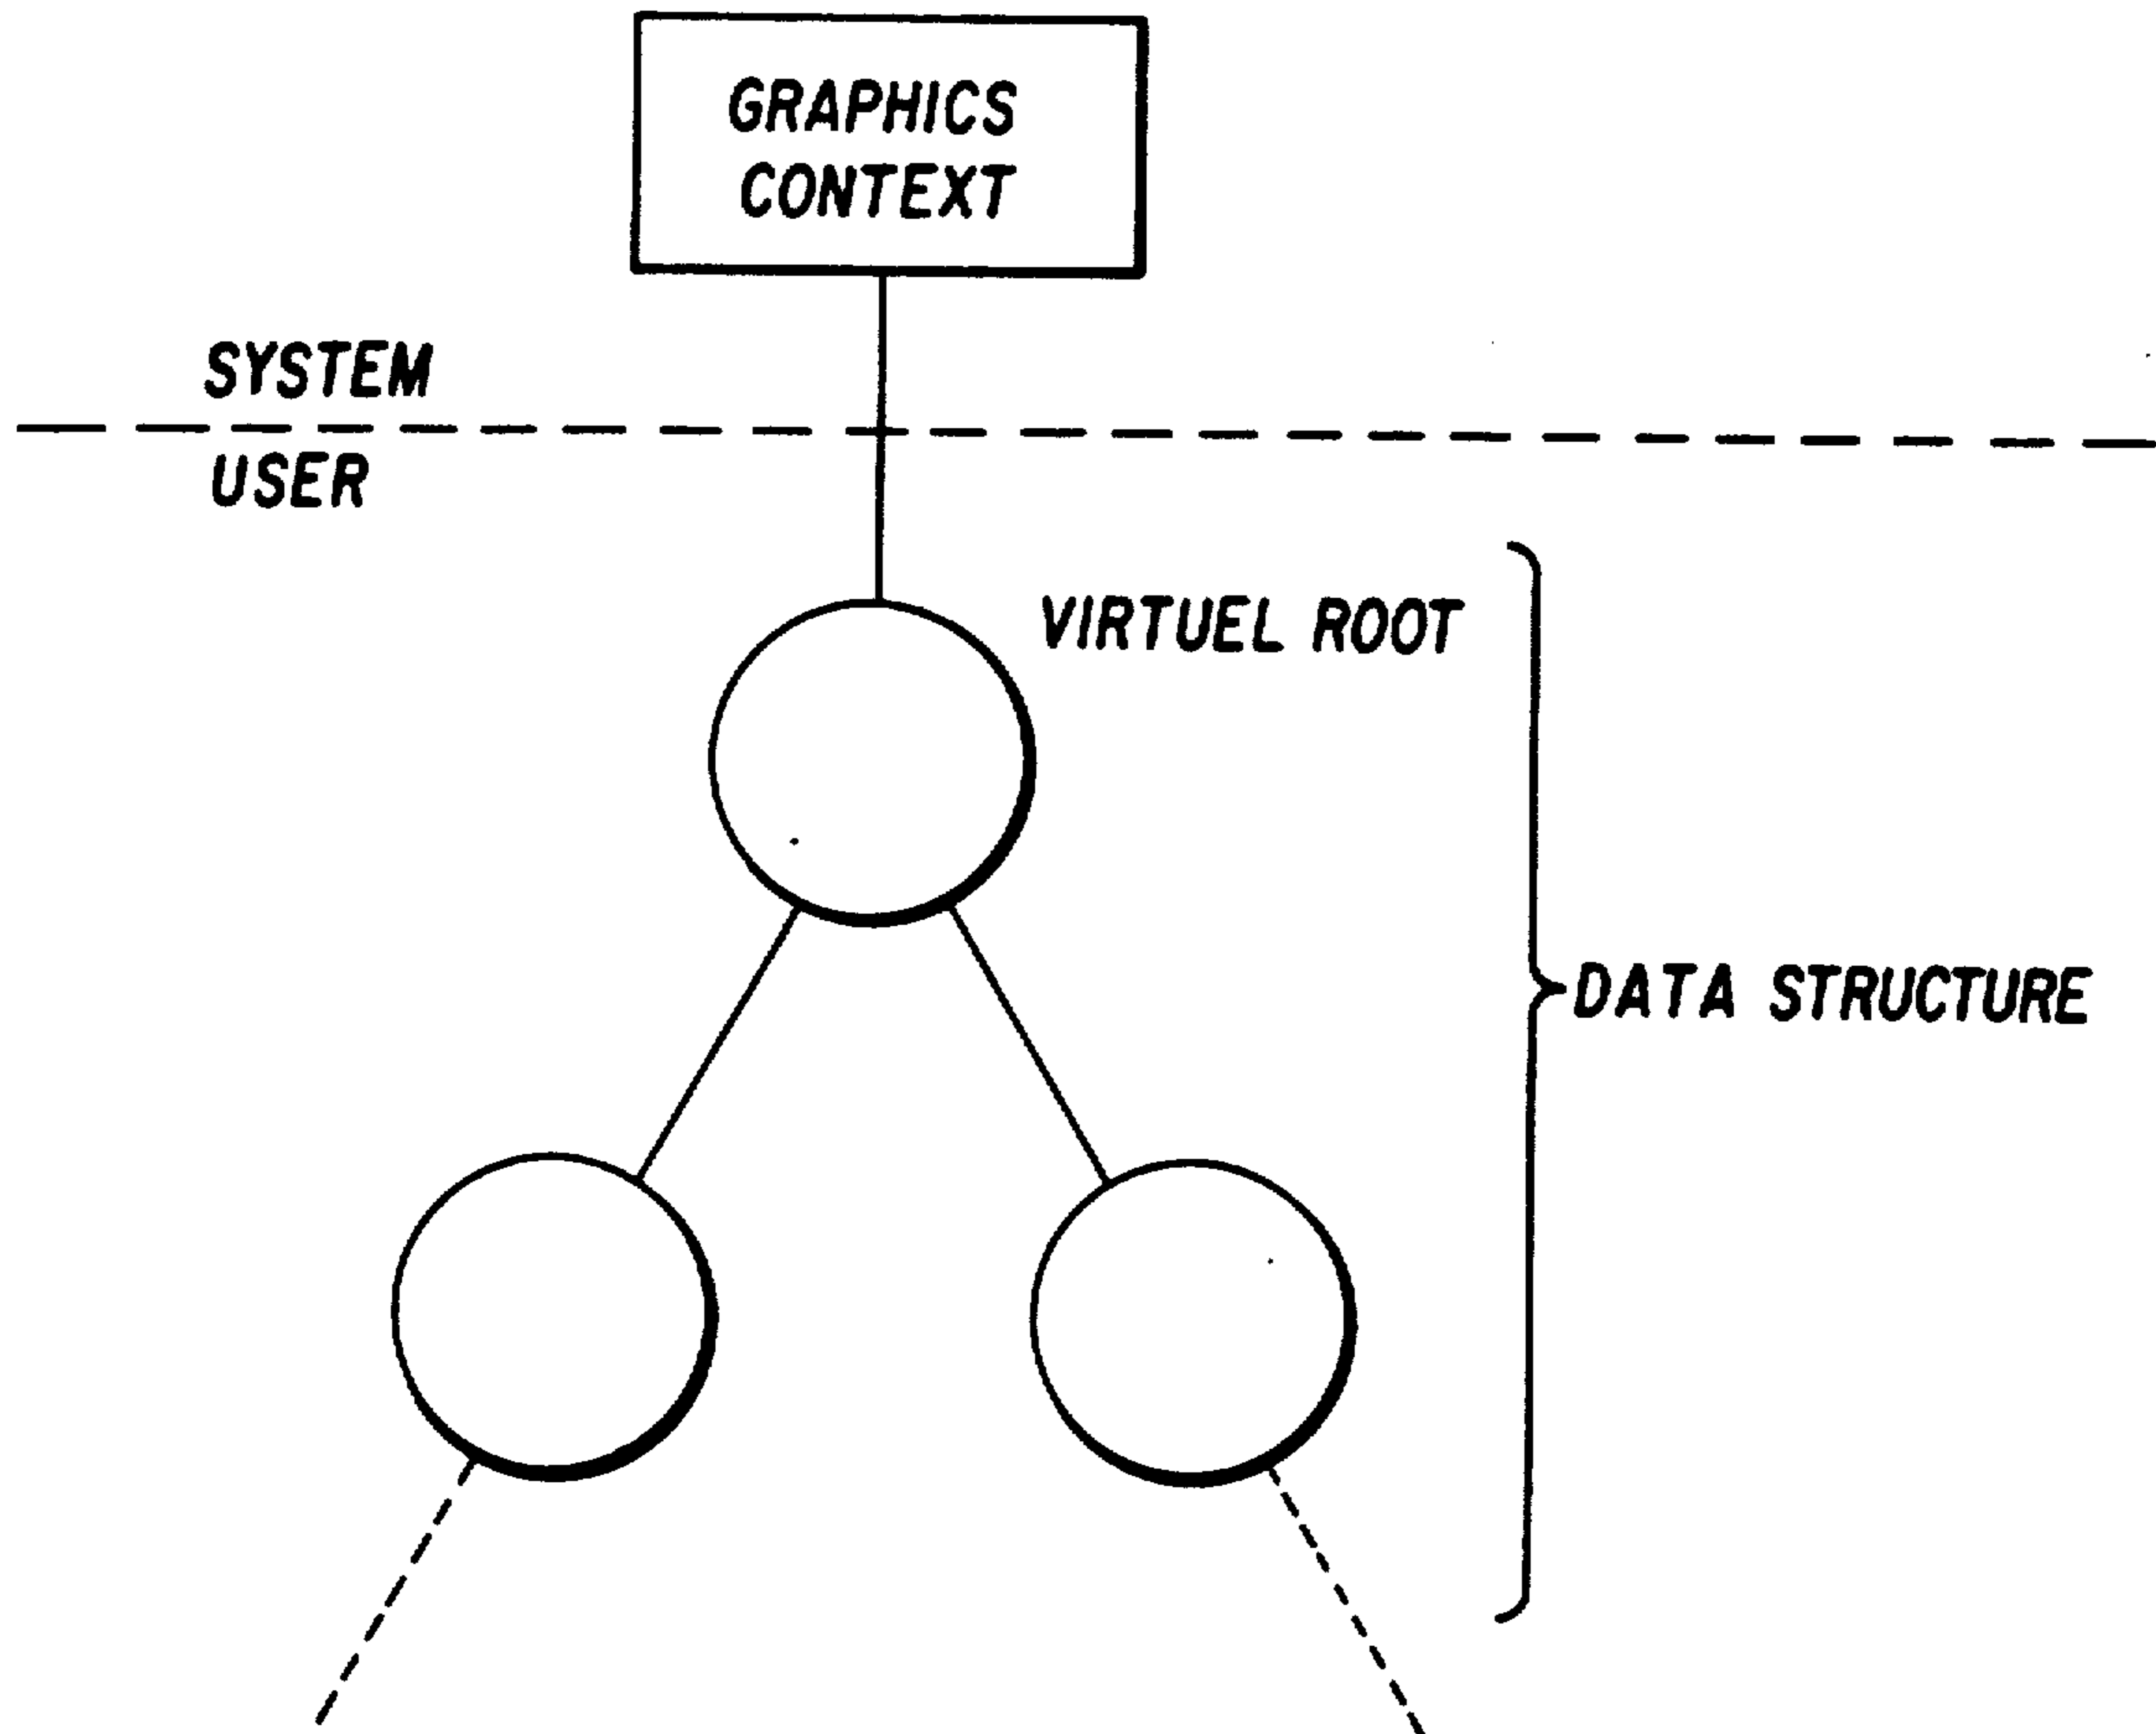 GRAPHICS
CONTEXT
SYSTEM
USER
VIRTUEL ROOT
DATA STRUCTURE